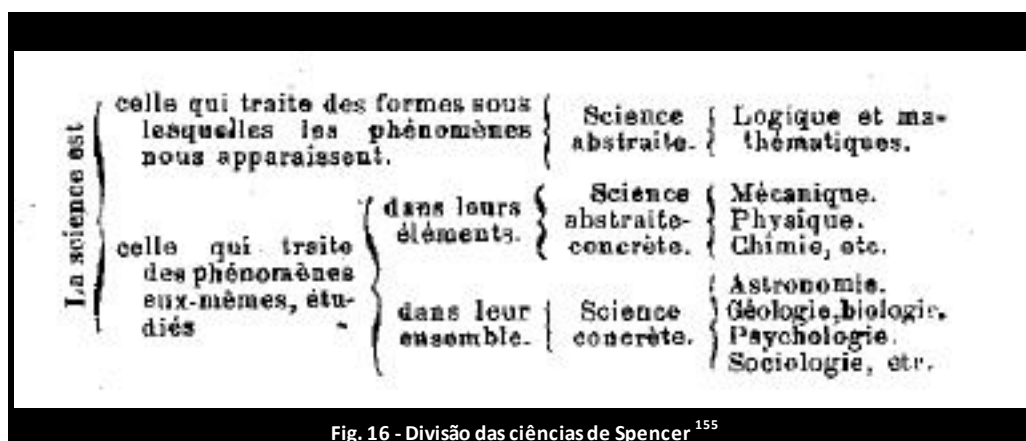 La science est
celle qui traite des formes sous
lesquelles les phénomènes
nous apparaissent.
Science
abstraite.
Logique et ma-
thématiques.
celle qui traite
des phénomènes
eux-mêmes, étu-
diés
dans leurs
éléments.
Science
abstraite-
concrète.
Mécanique.
Physique.
Chimie, etc.
dans leur
ensemble.
Science
concrète.
Astronomie.
Géologie, biologie.
Psychologie.
Sociologie, etc.
Fig. 16 - Divisão das ciências de Spencer 155